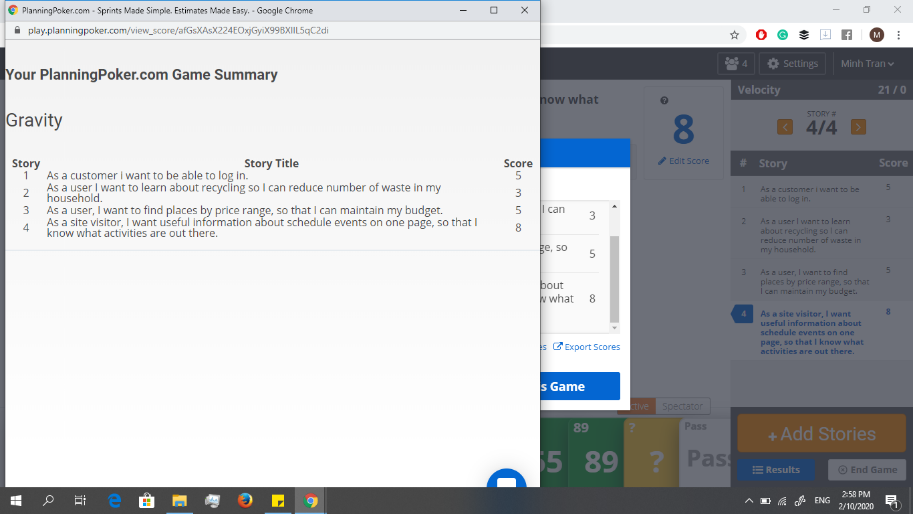 PlanningPoker.com - Sprints Made Simple. Estimates Made Easy. - Google Chrome
play.planningpoker.com/view_score/afGsXAsX224EOxjGyiX99BXIIL5qC2di
Your PlanningPoker.com Game Summary
Gravity
Story Story Title Score
1 As a customer i want to be able to log in. 5
2 As a user I want to learn about recycling so I can reduce number of waste in my
household. 3
3 As a user, I want to find places by price range, so that I can maintain my budget. 5
4 As a site visitor, I want useful information about schedule events on one page, so that I
know what activities are out there. 8
M
4 Settings Minh Tran
now what
8
Edit Score
I can 3
ge, so
5
bout
w what 8
es Export Scores
s Game
ctive Spectator
55 89 89 ? ? Pass Pass
Velocity 21 / 0
STORY #
4/4
# Story Score
1 As a customer i want to be
able to log in. 5
2 As a user I want to learn
about recycling so I can
reduce number of waste in
my household. 3
3 As a user, I want to find
places by price range, so that
I can maintain my budget. 5
4 As a site visitor, I want
useful information about
schedule events on one
page, so that I know what
activities are out there. 8
+ Add Stories
Results End Game
ENG
2:58 PM
2/10/2020
1